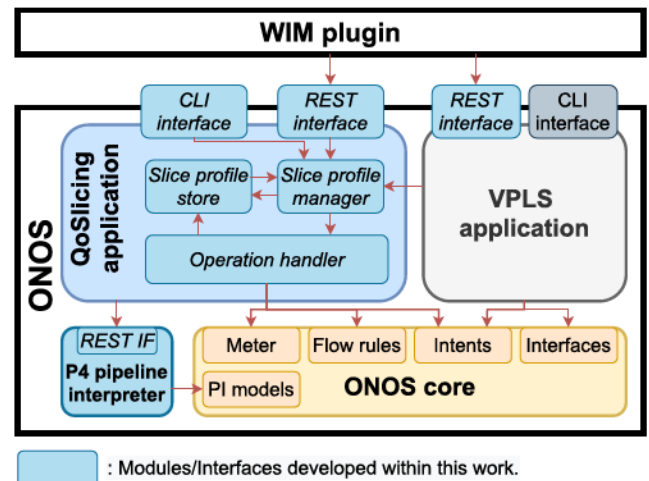 WIM plugin
CLI
interface
REST
interface
REST
interface
CLI
interface
ONOS
QoSlicing
application
Slice profile
store
Slice profile
manager
Operation handler
VPLS
application
REST IF
P4 pipeline
interpreter
Meter
Flow rules
Intents
Interfaces
PI models
ONOS core
: Modules/Interfaces developed within this work.